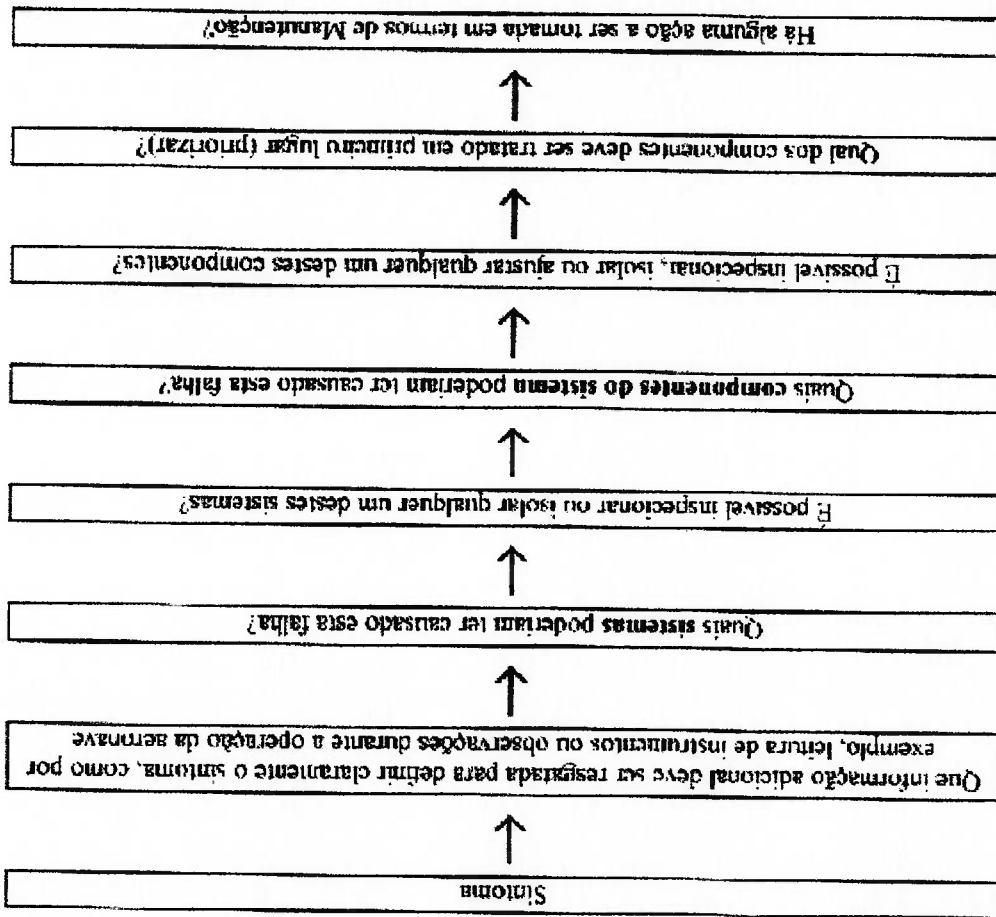 Sintoma
Que informação adicional deve ser resgatada para definir claramente o sintoma, como por
exemplo, leitura de instrumentos ou observações durante a operação da aeronave
Quais sistemas poderiam ter causado esta falha?
É possível inspecionar ou isolar qualquer um destes sistemas?
Quais componentes do sistema poderiam ter causado esta falha?
É possível inspecionar, isolar ou ajustar qualquer um destes componentes?
Qual dos componentes deve ser tratado em primeiro lugar (priorizar)?
Há alguma ação a ser tomada em termos de Manutenção?